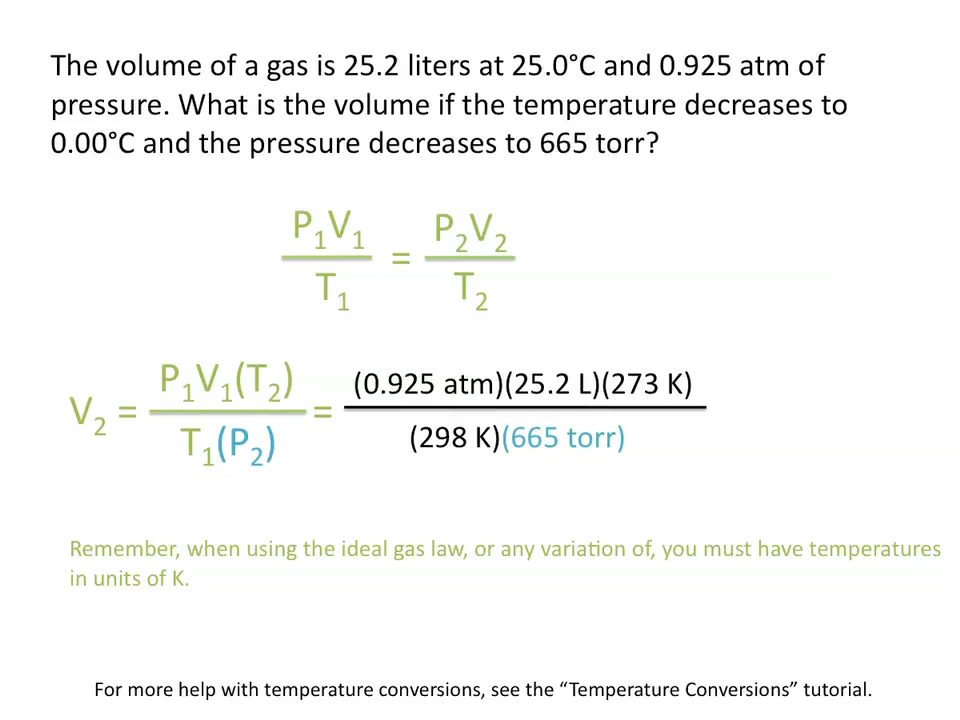 The volume of a gas is 25.2 liters at 25.0°C and 0.925 atm of
pressure. What is the volume if the temperature decreases to
0.00°C and the pressure decreases to 665 torr?
P₁V₁ / T₁ = P₂V₂ / T₂
V₂ = P₁V₁(T₂) / T₁(P₂) = (0.925 atm)(25.2 L)(273 K) / (298 K)(665 torr)
Remember, when using the ideal gas law, or any variation of, you must have temperatures
in units of K.
For more help with temperature conversions, see the “Temperature Conversions” tutorial.